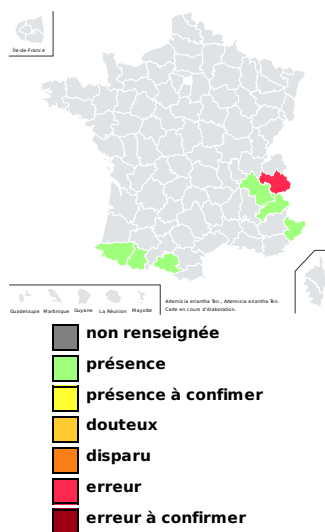 Île-de-France
Guadeloupe Martinique Guyane La Réunion Mayotte
Artemisia eriantha Ten., Artemisia eriantha Ten.
Carte en cours d'élaboration.
non renseignée
présence
présence à confimer
douteux
disparu
erreur
erreur à confirmer